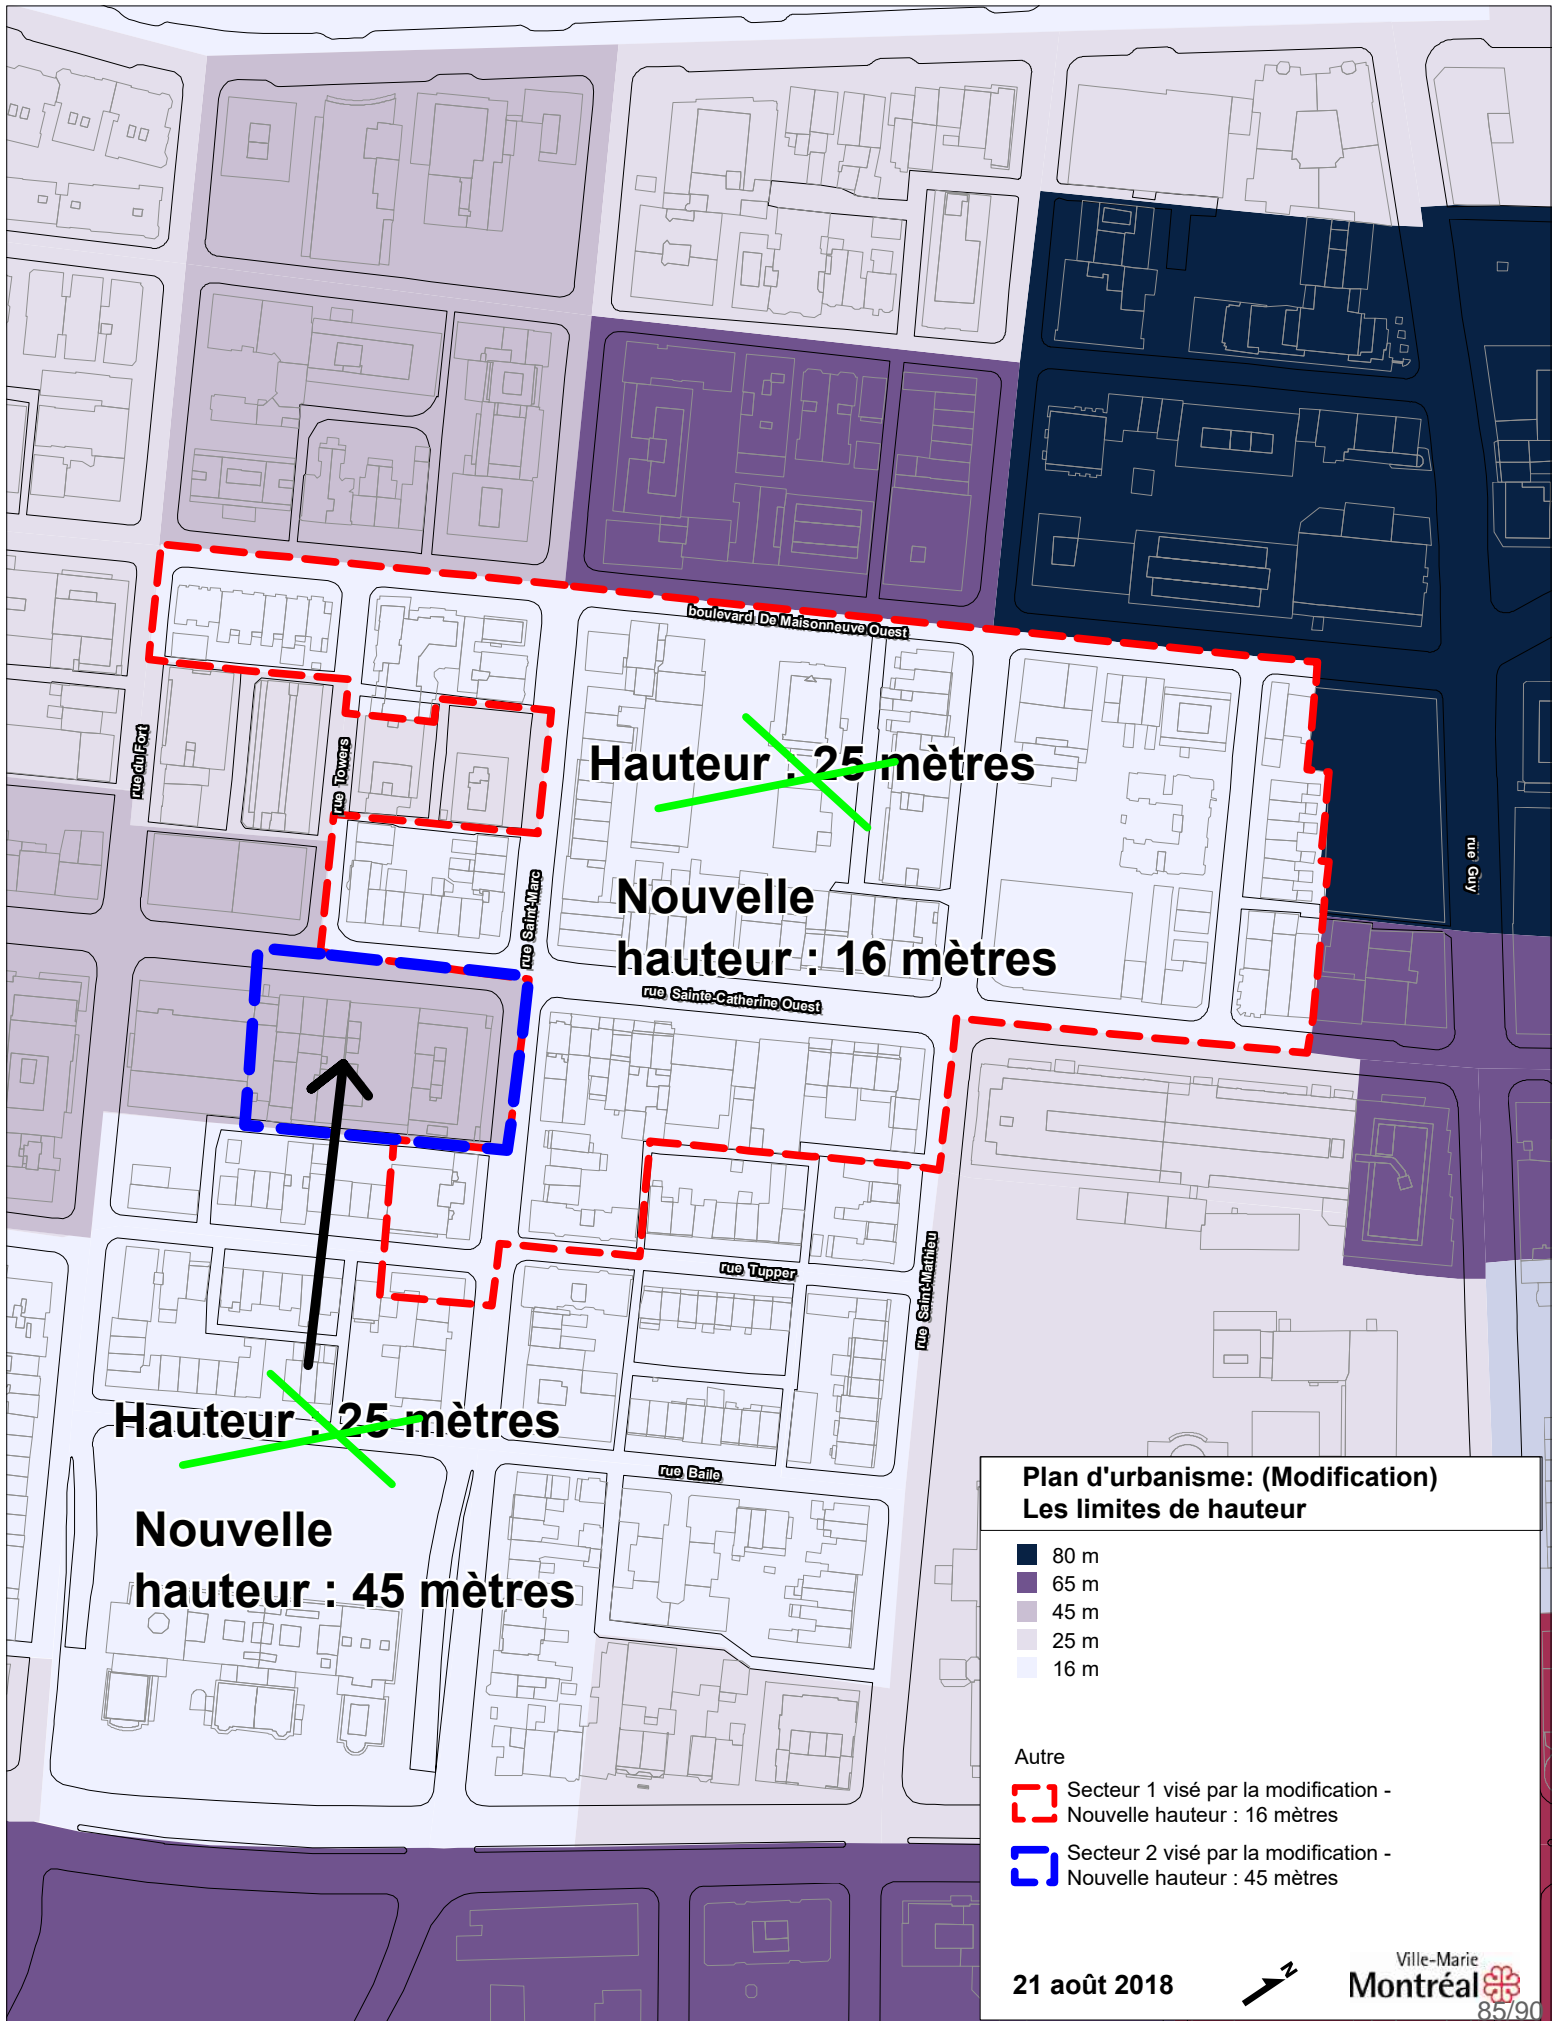 boulevard De Maisonneuve Ouest
rue du Fort
rue Towers
Hauteur : 25 mètres
rue Guy
rue Saint-Marc
Nouvelle
hauteur : 16 mètres
rue Sainte-Catherine Ouest
rue Tupper
rue Saint-Mathieu
Hauteur : 25 mètres
rue Baile
Nouvelle
hauteur : 45 mètres
Plan d'urbanisme: (Modification)
Les limites de hauteur
80 m
65 m
45 m
25 m
16 m
Autre
Secteur 1 visé par la modification -
Nouvelle hauteur : 16 mètres
Secteur 2 visé par la modification -
Nouvelle hauteur : 45 mètres
21 août 2018
N
Ville-Marie
Montréal
85/90